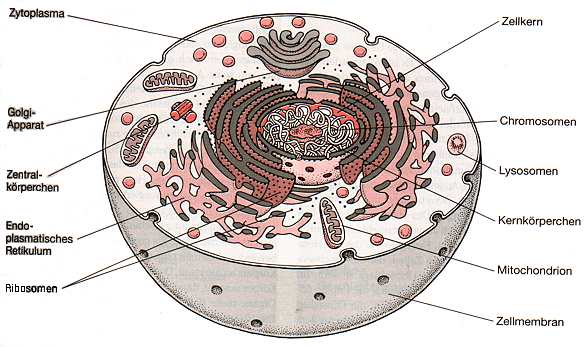 Zytoplasma
Golgi-
Apparat
Zentral-
körperchen
Endo-
plasmatisches
Retikulum
Ribosomen
Zellkern
Chromosomen
Lysosomen
Kernkörperchen
Mitochondrion
Zellmembran